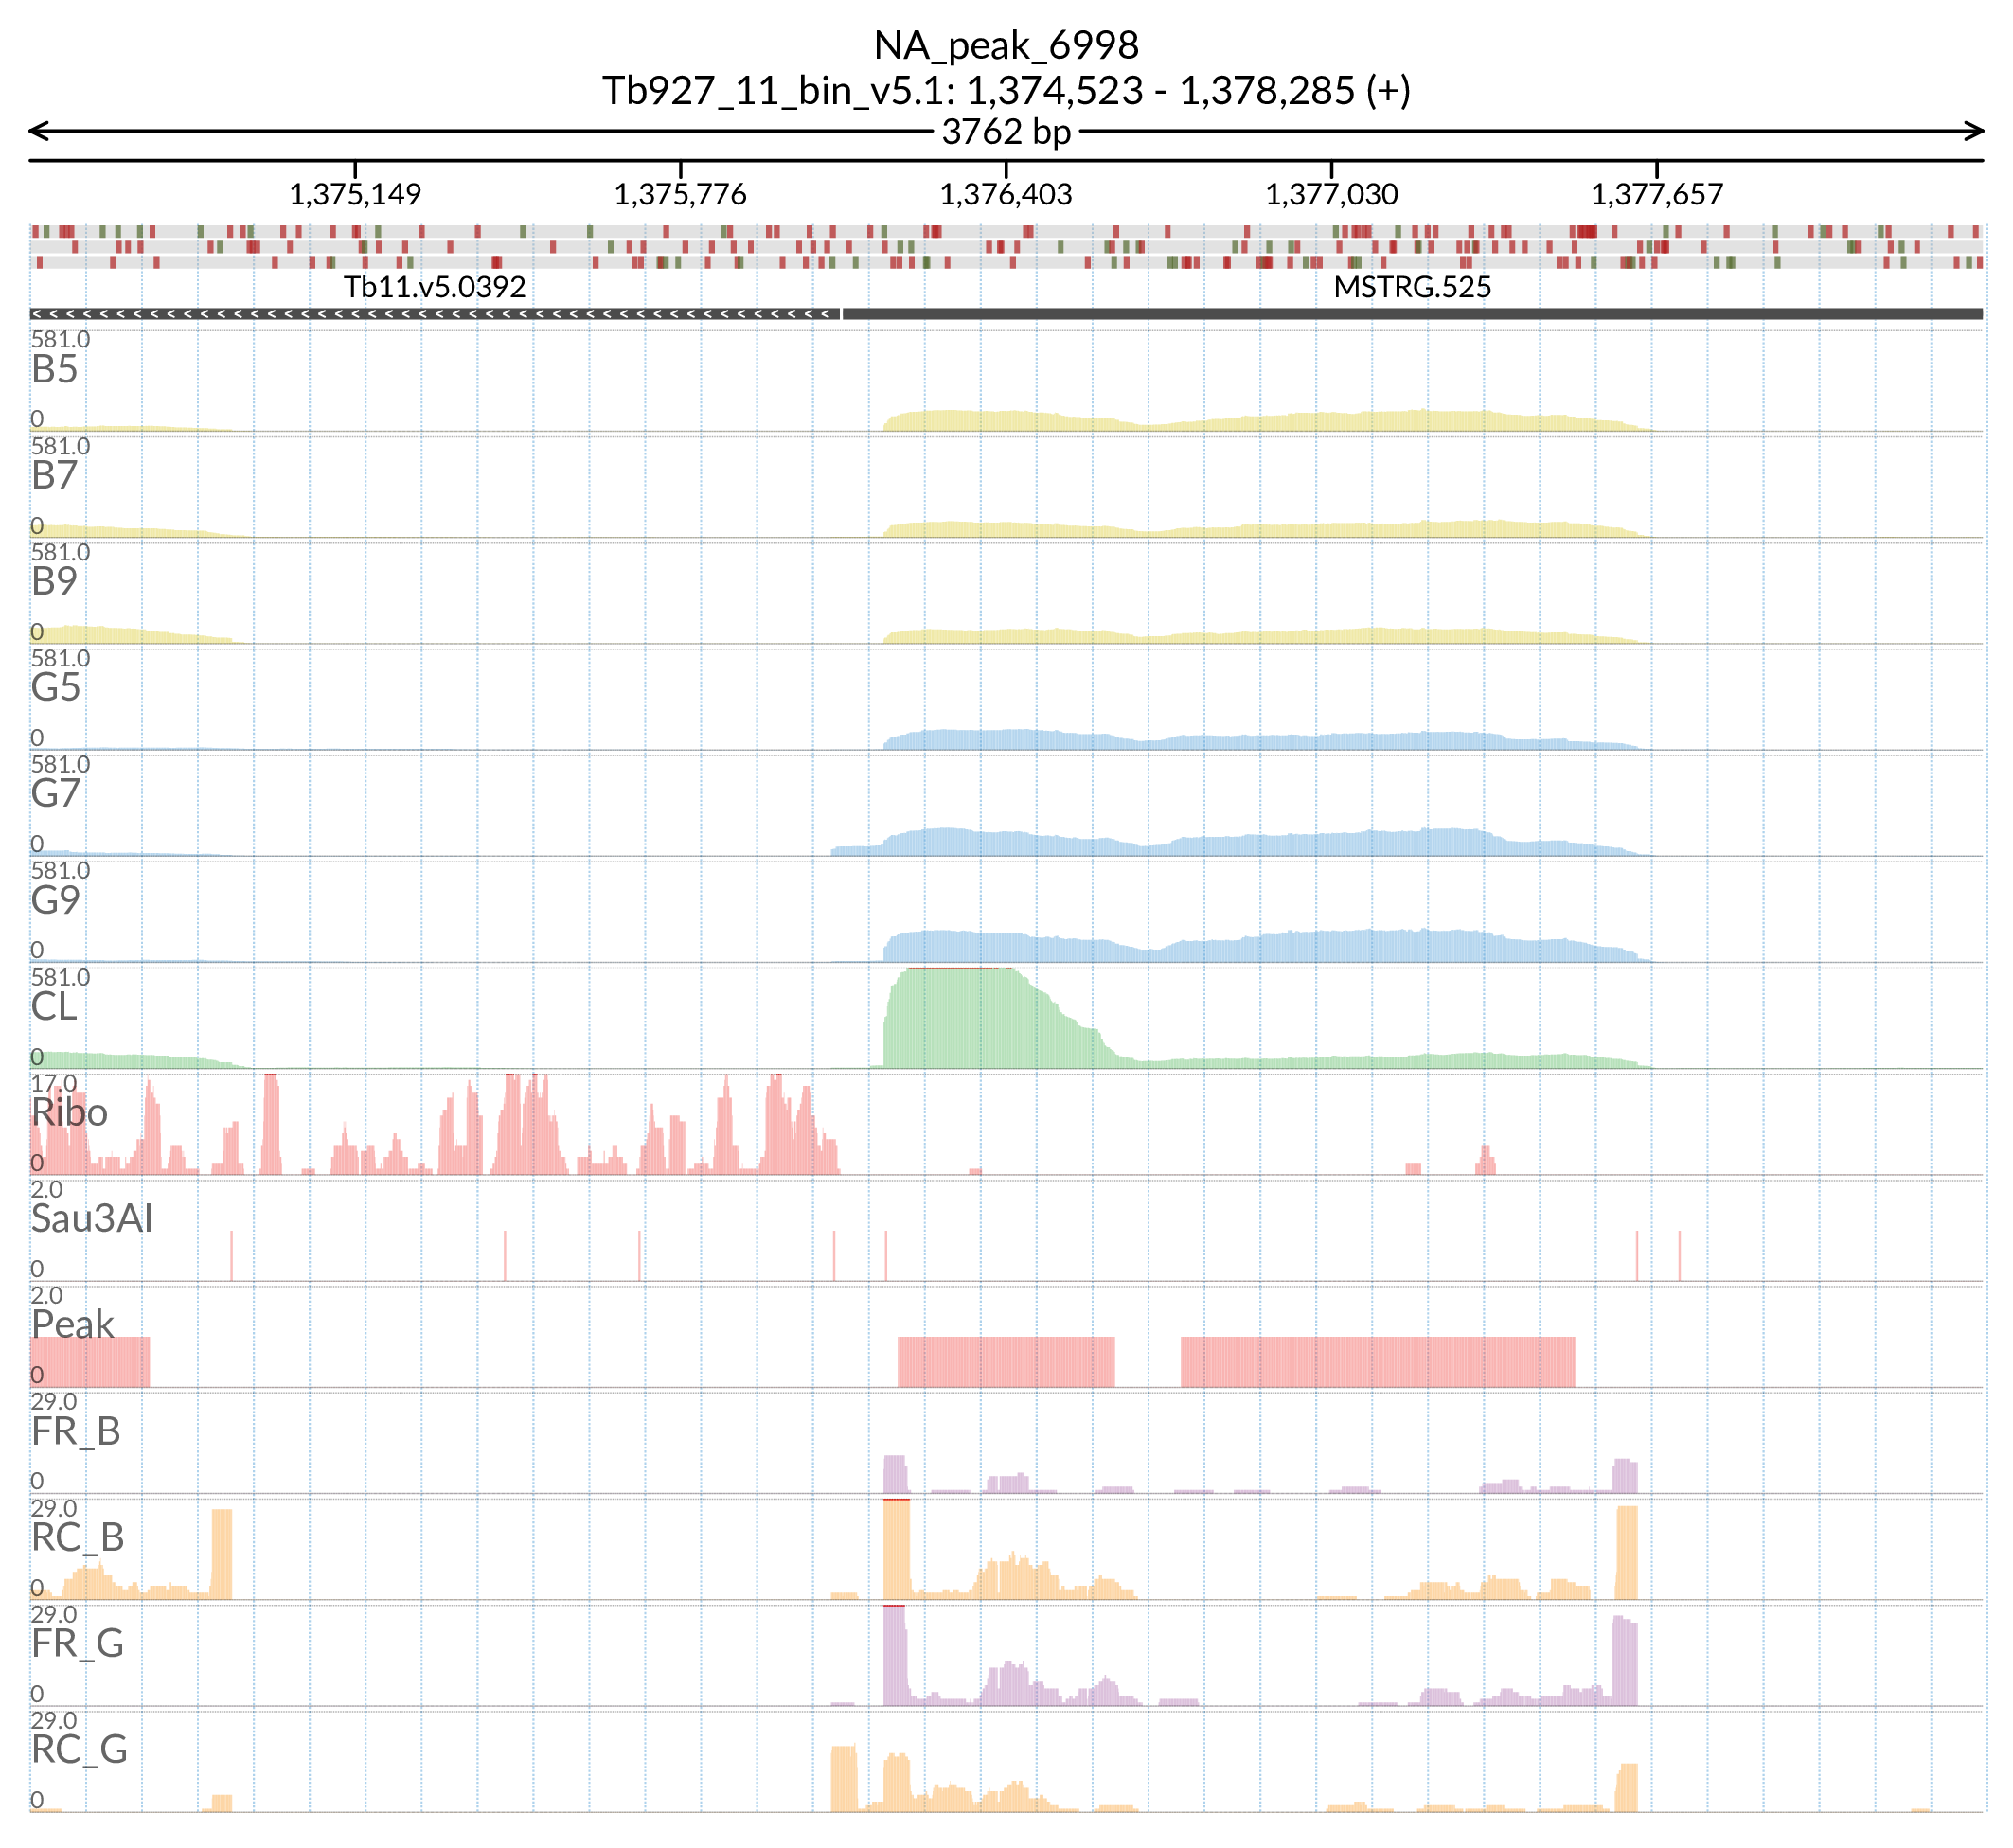 NA_peak_6998
Tb927_11_bin_v5.1: 1,374,523 - 1,378,285 (+)
3762 bp
1,375,149 1,375,776 1,376,403 1,377,030 1,377,657
Tb11.v5.0392 MSTRG.525
581.0
B5
0
581.0
B7
0
581.0
B9
0
581.0
G5
0
581.0
G7
0
581.0
G9
0
581.0
CL
0
17.0
Ribo
0
2.0
Sau3AI
0
2.0
Peak
0
29.0
FR_B
0
29.0
RC_B
0
29.0
FR_G
0
29.0
RC_G
0